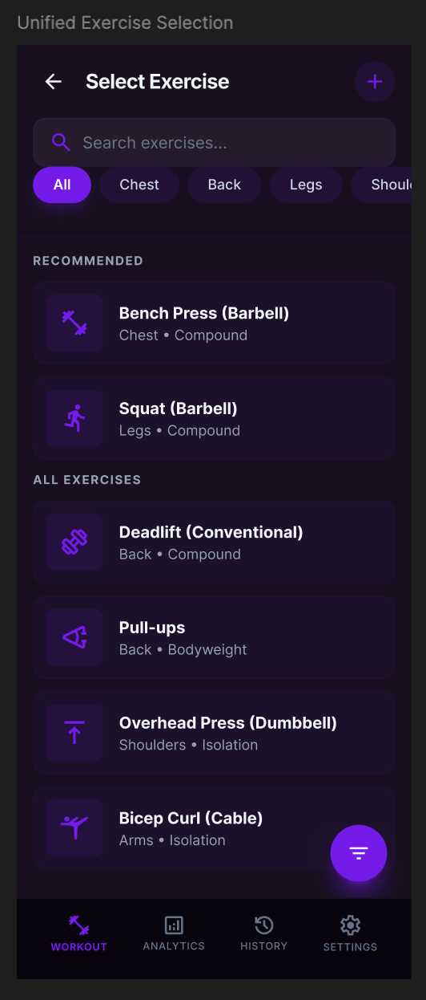 Unified Exercise Selection
Select Exercise
Search exercises...
All Chest Back Legs Shoul
RECOMMENDED
Bench Press (Barbell)
Chest • Compound
Squat (Barbell)
Legs • Compound
ALL EXERCISES
Deadlift (Conventional)
Back • Compound
Pull-ups
Back • Bodyweight
Overhead Press (Dumbbell)
Shoulders • Isolation
Bicep Curl (Cable)
Arms • Isolation
WORKOUT ANALYTICS HISTORY SETTINGS